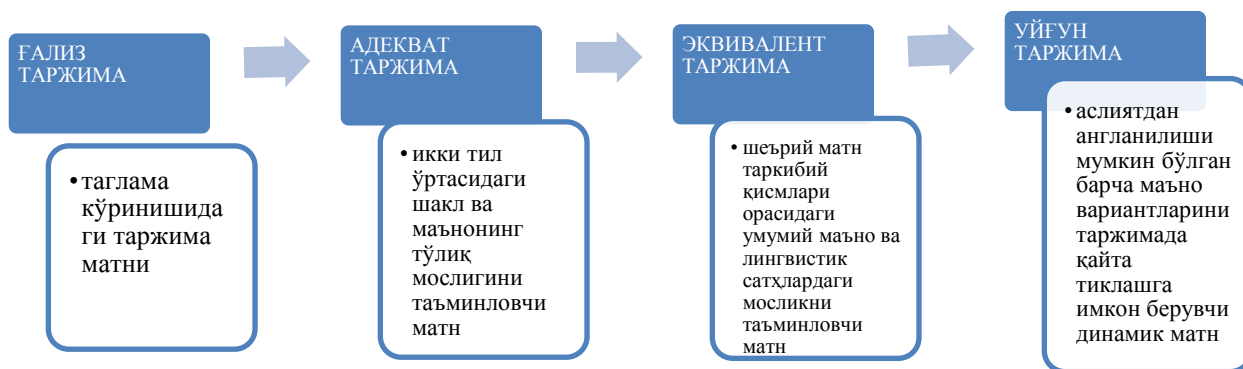 ҒАЛИЗ
ТАРЖИМА
• таглама
кўринишида
ги таржима
матни
АДЕКВАТ
ТАРЖИМА
• икки тил
ўртасидаги
шакл ва
маънонинг
тўлиқ
мослигини
таъминловчи
матн
ЭКВИВАЛЕНТ
ТАРЖИМА
• шеърий матн
таркибий
қисмлари
орасидаги
умумий маъно ва
лингвистик
сатҳлардаги
мосликни
таъминловчи
матн
УЙҒУН
ТАРЖИМА
• аслиятдан
англанилиши
мумкин бўлган
барча маъно
вариантларини
таржимада
қайта
тиклашга
имкон берувчи
динамик матн